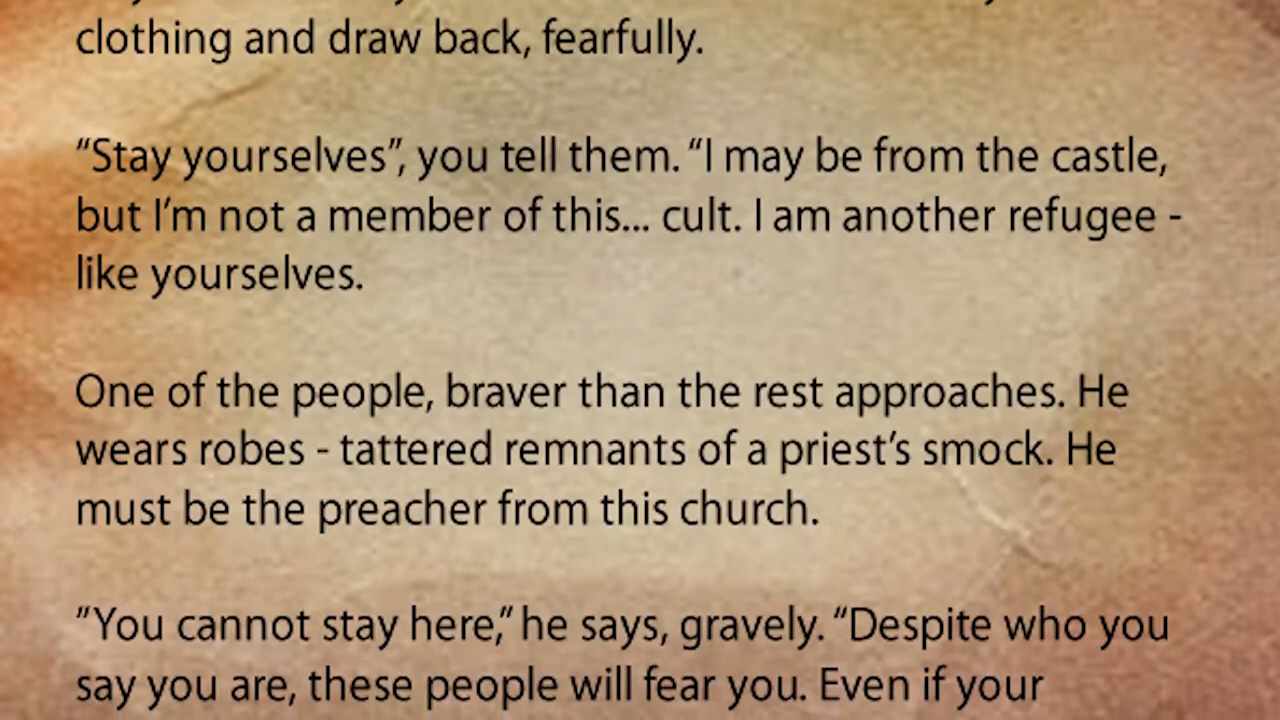 clothing and draw back, fearfully.
“Stay yourselves”, you tell them. “I may be from the castle,
but I’m not a member of this... cult. I am another refugee -
like yourselves.
One of the people, braver than the rest approaches. He
wears robes - tattered remnants of a priest’s smock. He
must be the preacher from this church.
”You cannot stay here,” he says, gravely. “Despite who you
say you are, these people will fear you. Even if your